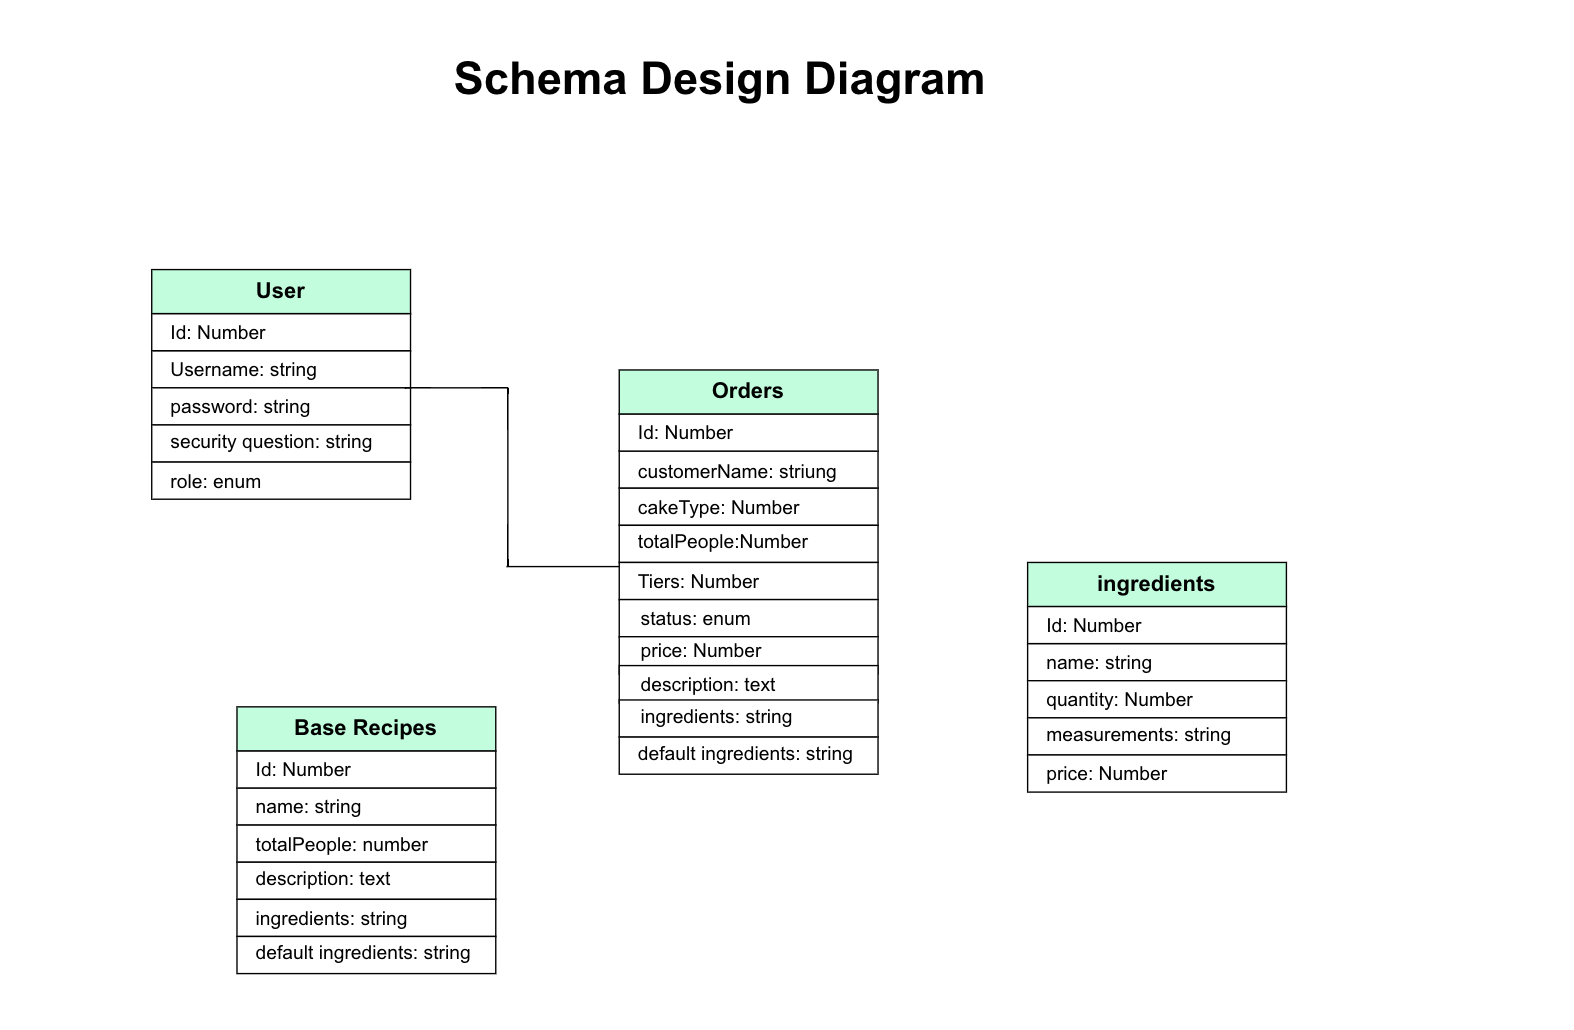 Schema Design Diagram
User
Id: Number
Username: string
password: string
security question: string
role: enum
Orders
Id: Number
customerName: striung
cakeType: Number
totalPeople:Number
Tiers: Number
status: enum
price: Number
description: text
ingredients: string
default ingredients: string
ingredients
Id: Number
name: string
quantity: Number
measurements: string
price: Number
Base Recipes
Id: Number
name: string
totalPeople: number
description: text
ingredients: string
default ingredients: string